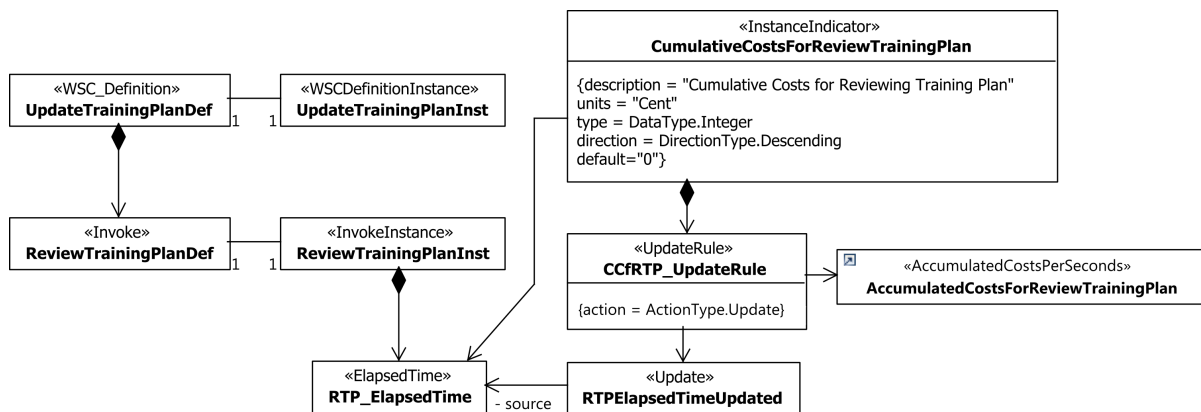 «InstanceIndicator»
CumulativeCostsForReviewTrainingPlan
{description = "Cumulative Costs for Reviewing Training Plan"
units = "Cent"
type = DataType.Integer
direction = DirectionType.Descending
default="0"}
«WSC_Definition»
UpdateTrainingPlanDef
1
1
«WSCDefinitionInstance»
UpdateTrainingPlanInst
«Invoke»
ReviewTrainingPlanDef
1
1
«InvokeInstance»
ReviewTrainingPlanInst
«UpdateRule»
CCfRTP_UpdateRule
{action = ActionType.Update}
«AccumulatedCostsPerSeconds»
AccumulatedCostsForReviewTrainingPlan
«ElapsedTime»
RTP_ElapsedTime
- source
«Update»
RTPElapsedTimeUpdated